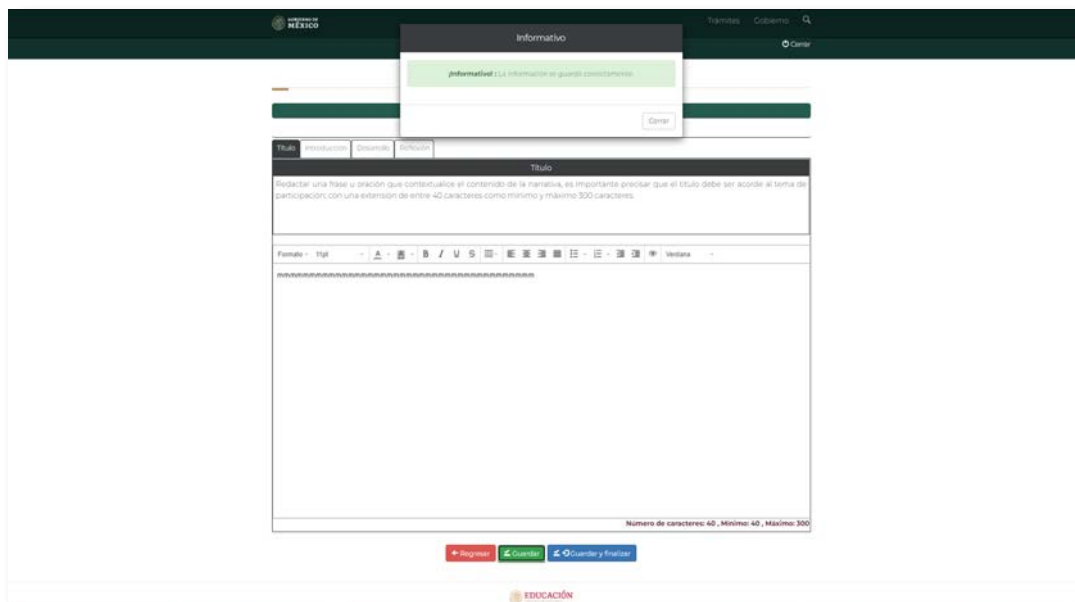 GOBIERNO DE
MÉXICO
Trámites Gobierno
Cerrar
Informativo
¡Informativo! : La información se guardó correctamente.
Cerrar
Título Introducción Desarrollo Reflexión
Título
Redactar una frase u oración que contextualice el contenido de la narrativa, es importante precisar que el título debe ser acorde al tema de
participación; con una extensión de entre 40 caracteres como mínimo y máximo 300 caracteres.
Formato 11pt A B I U S Verdana
Número de caracteres: 40 , Mínimo: 40 , Máximo: 300
Regresar Guardar Guardar y finalizar
EDUCACIÓN